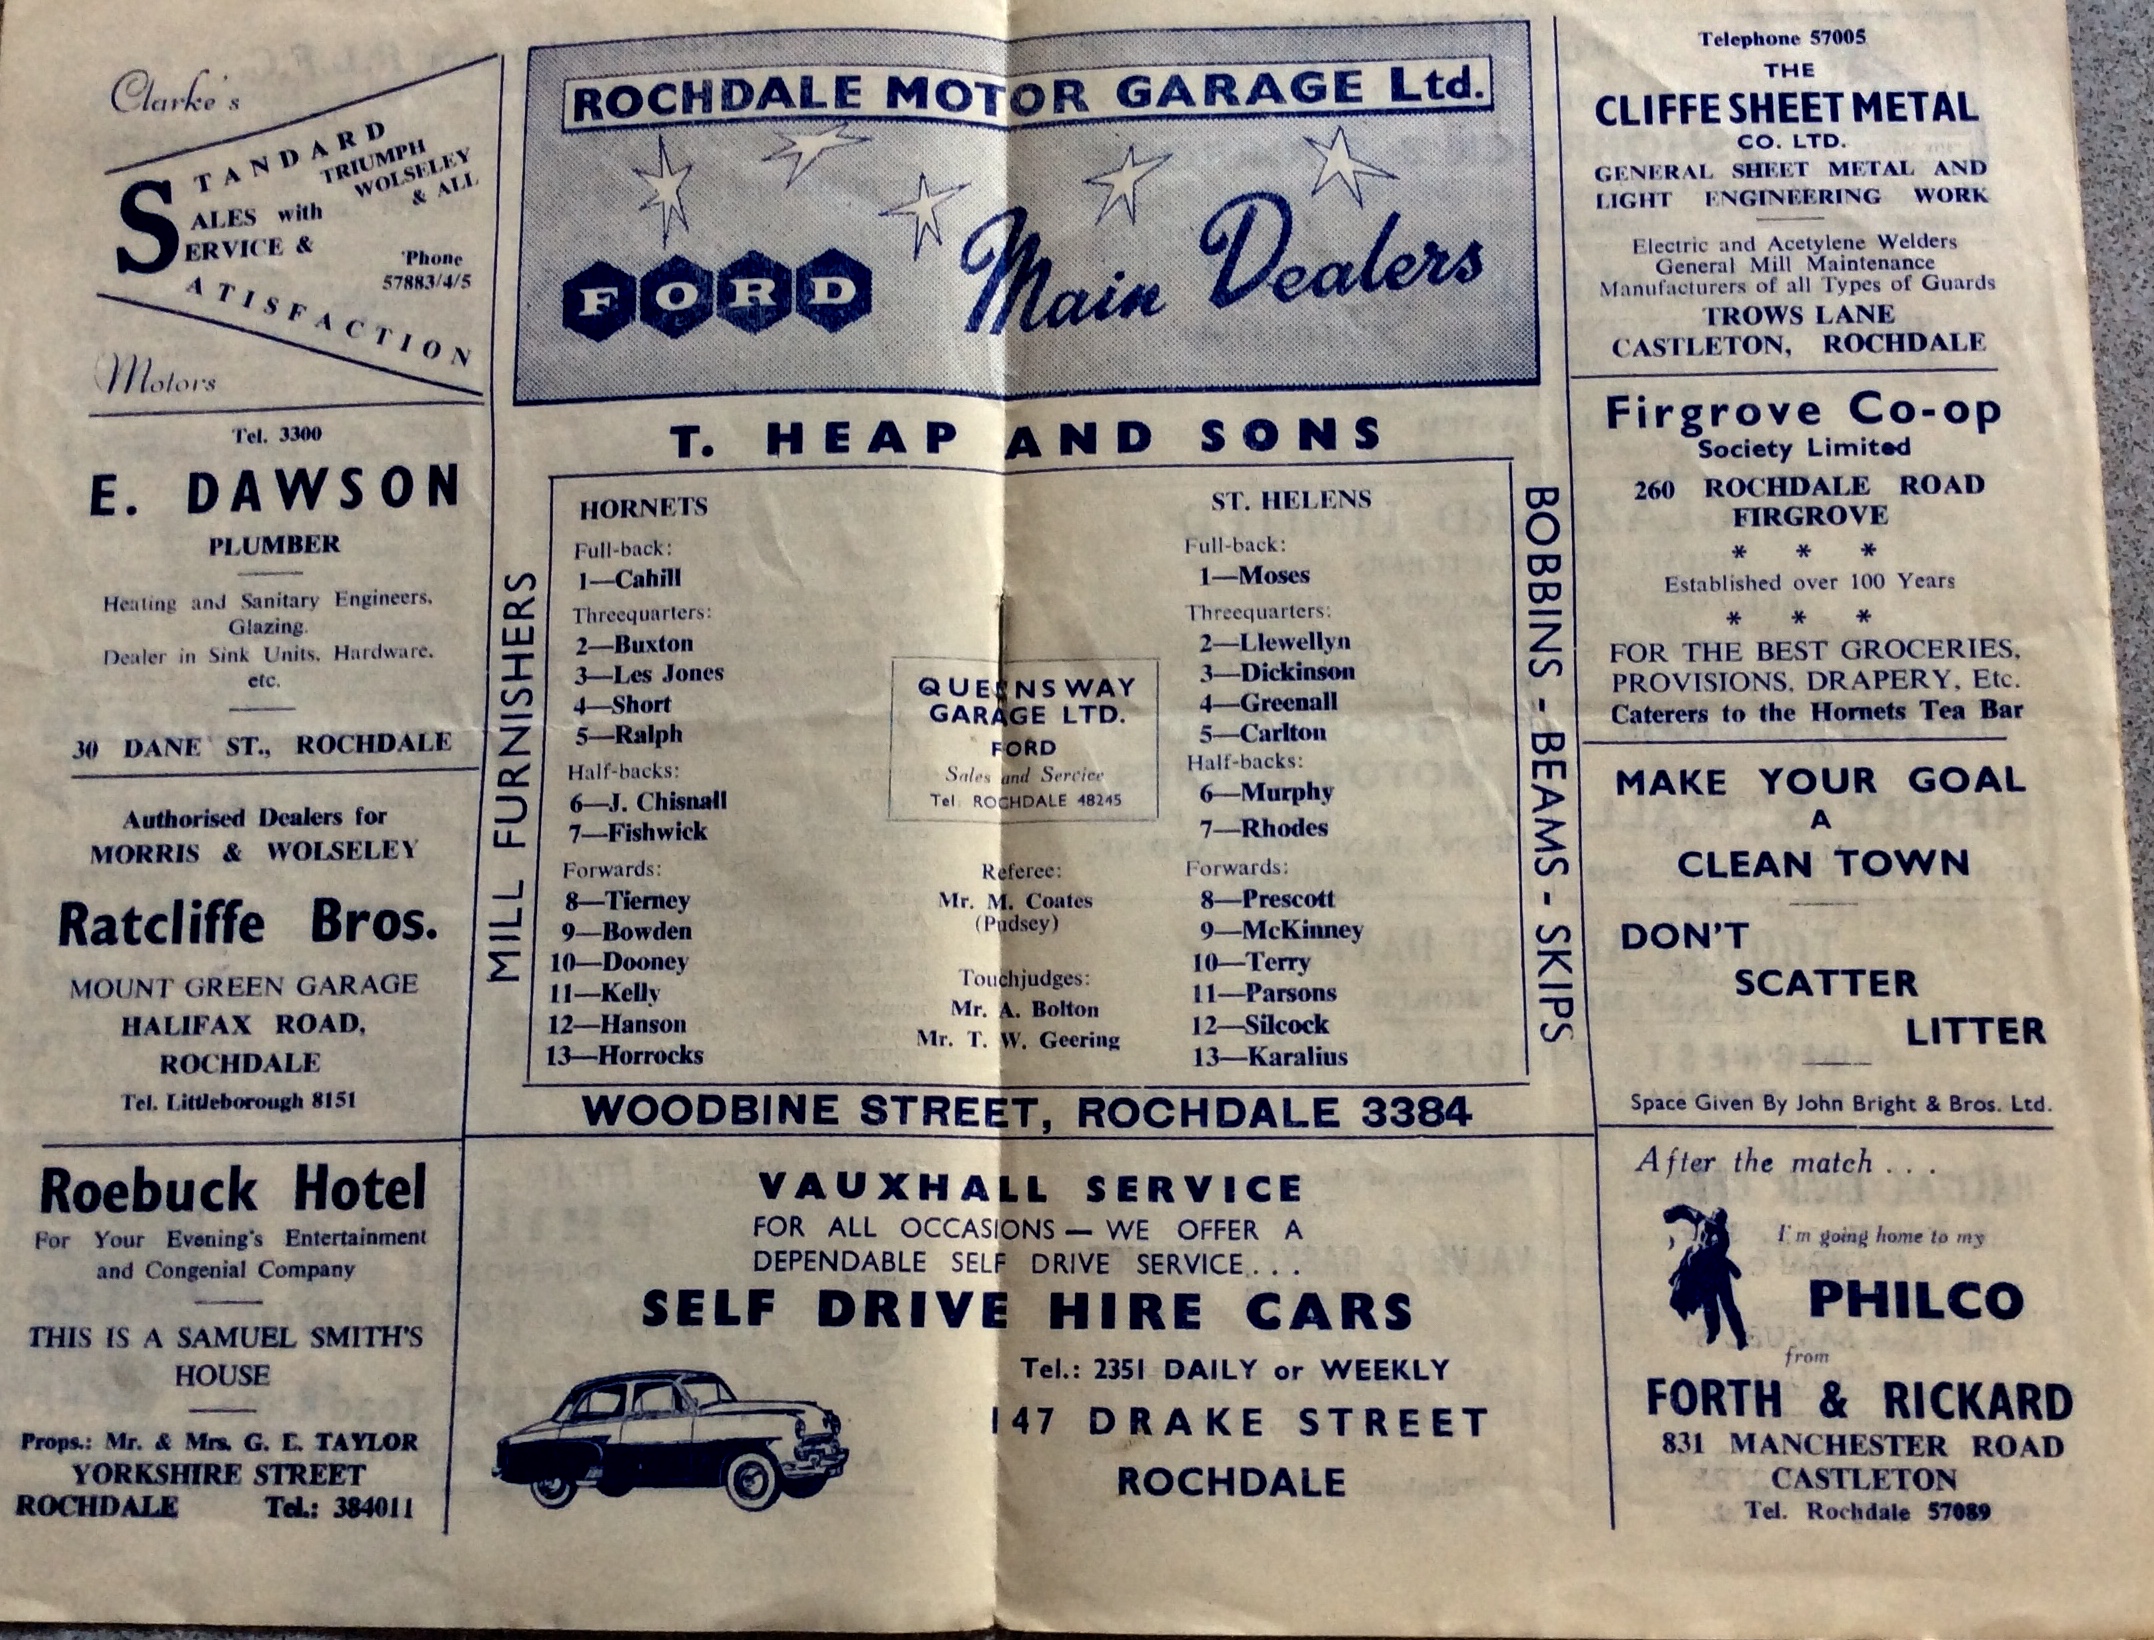 Clarke's
STANDARD
TRIUMPH
WOLSELEY
& ALL
SALES with
SERVICE &
'Phone
57883/4/5
SATISFACTION
Motors
Tel. 3300
E. DAWSON
PLUMBER
Heating and Sanitary Engineers,
Glazing.
Dealer in Sink Units, Hardware,
etc.
30 DANE ST., ROCHDALE
Authorised Dealers for
MORRIS & WOLSELEY
Ratcliffe Bros.
MOUNT GREEN GARAGE
HALIFAX ROAD,
ROCHDALE
Tel. Littleborough 8151
Roebuck Hotel
For Your Evening's Entertainment
and Congenial Company
THIS IS A SAMUEL SMITH'S
HOUSE
Props.: Mr. & Mrs. G. E. TAYLOR
YORKSHIRE STREET
ROCHDALE Tel.: 384011
ROCHDALE MOTOR GARAGE Ltd.
FORD Main Dealers
T. HEAP AND SONS
MILL FURNISHERS
HORNETS
Full-back:
1—Cahill
Threequarters:
2—Buxton
3—Les Jones
4—Short
5—Ralph
Half-backs:
6—J. Chisnall
7—Fishwick
Forwards:
8—Tierney
9—Bowden
10—Dooney
11—Kelly
12—Hanson
13—Horrocks
QUEENSWAY
GARAGE LTD.
FORD
Sales and Service
Tel. ROCHDALE 48245
Referee:
Mr. M. Coates
(Pudsey)
Touchjudges:
Mr. A. Bolton
Mr. T. W. Geering
ST. HELENS
Full-back:
1—Moses
Threequarters:
2—Llewellyn
3—Dickinson
4—Greenall
5—Carlton
Half-backs:
6—Murphy
7—Rhodes
Forwards:
8—Prescott
9—McKinney
10—Terry
11—Parsons
12—Silcock
13—Karalius
BOBBINS - BEAMS - SKIPS
WOODBINE STREET, ROCHDALE 3384
VAUXHALL SERVICE
FOR ALL OCCASIONS — WE OFFER A
DEPENDABLE SELF DRIVE SERVICE...
SELF DRIVE HIRE CARS
Tel.: 2351 DAILY or WEEKLY
147 DRAKE STREET
ROCHDALE
Telephone 57005
THE
CLIFFE SHEET METAL
CO. LTD.
GENERAL SHEET METAL AND
LIGHT ENGINEERING WORK
Electric and Acetylene Welders
General Mill Maintenance
Manufacturers of all Types of Guards
TROWS LANE
CASTLETON, ROCHDALE
Firgrove Co-op
Society Limited
260 ROCHDALE ROAD
FIRGROVE
* * *
Established over 100 Years
* * *
FOR THE BEST GROCERIES,
PROVISIONS, DRAPERY, Etc.
Caterers to the Hornets Tea Bar
MAKE YOUR GOAL
A
CLEAN TOWN
DON'T
SCATTER
LITTER
Space Given By John Bright & Bros. Ltd.
After the match . . .
I'm going home to my
PHILCO
from
FORTH & RICKARD
831 MANCHESTER ROAD
CASTLETON
Tel. Rochdale 57089